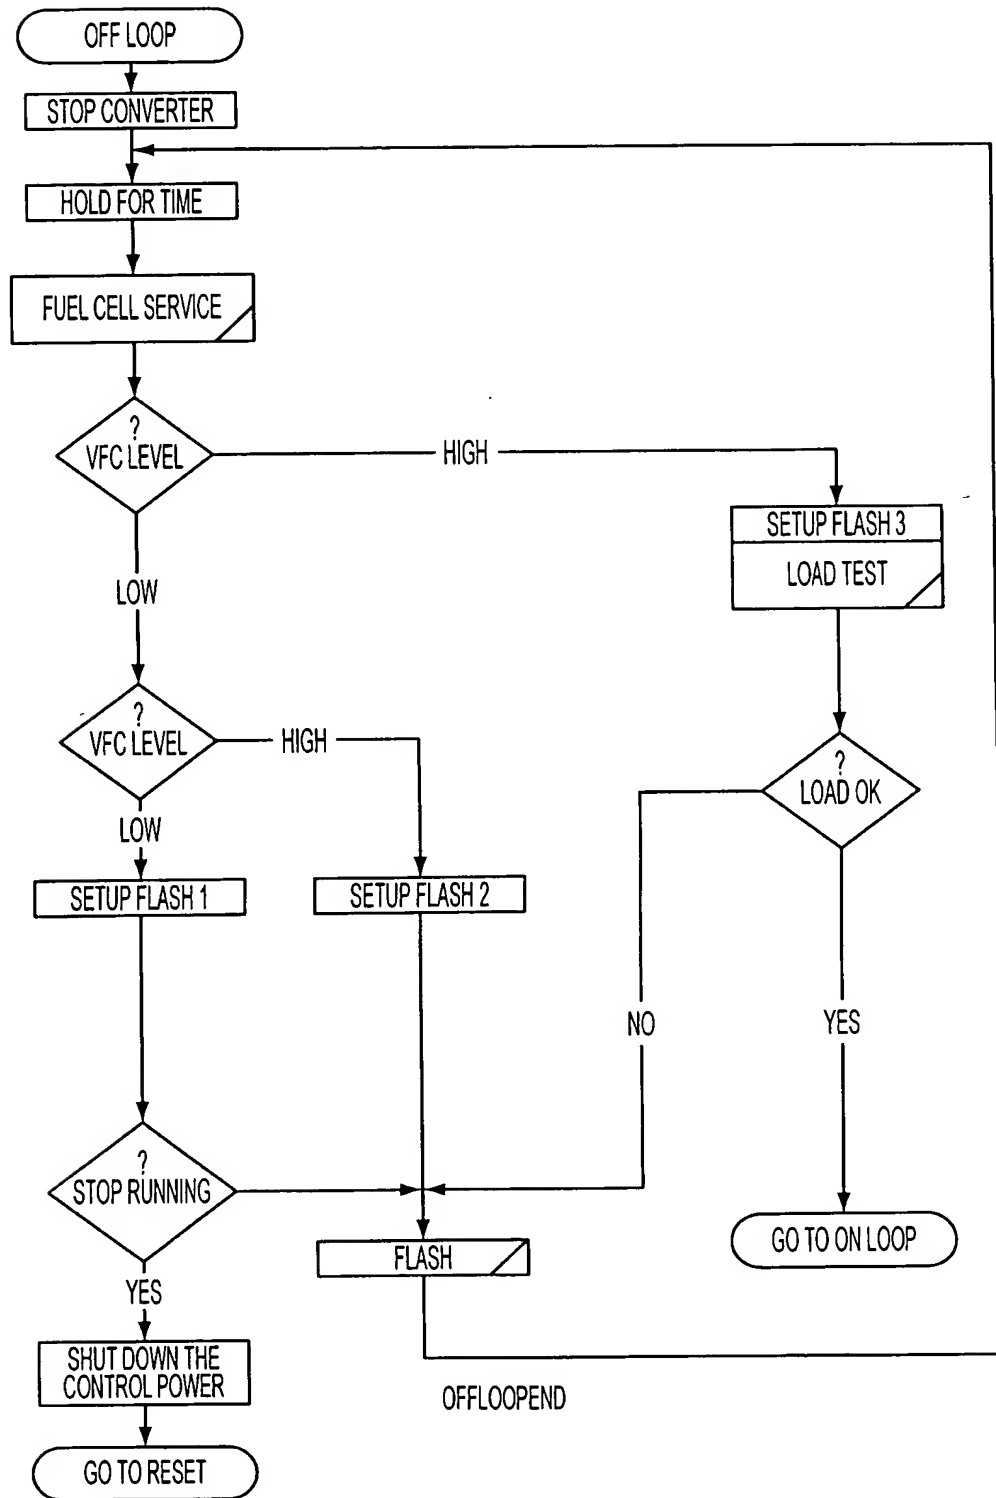 OFF LOOP
STOP CONVERTER
HOLD FOR TIME
FUEL CELL SERVICE
?
VFC LEVEL
HIGH
SETUP FLASH 3
LOAD TEST
LOW
?
VFC LEVEL
HIGH
?
LOAD OK
LOW
SETUP FLASH 1
SETUP FLASH 2
NO
YES
?
STOP RUNNING
GO TO ON LOOP
FLASH
YES
SHUT DOWN THE
CONTROL POWER
OFFLOOPEND
GO TO RESET